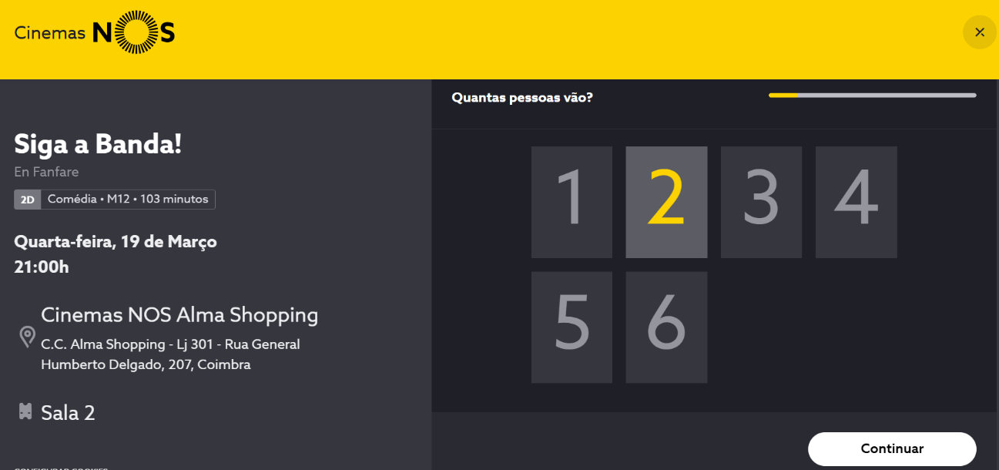 Cinemas NOS
Quantas pessoas vão?
Siga a Banda!
En Fanfare
2D Comédia • M12 • 103 minutos
Quarta-feira, 19 de Março
21:00h
Cinemas NOS Alma Shopping
C.C. Alma Shopping - Lj 301 - Rua General
Humberto Delgado, 207, Coimbra
Sala 2
1 2 3 4
5 6
Continuar